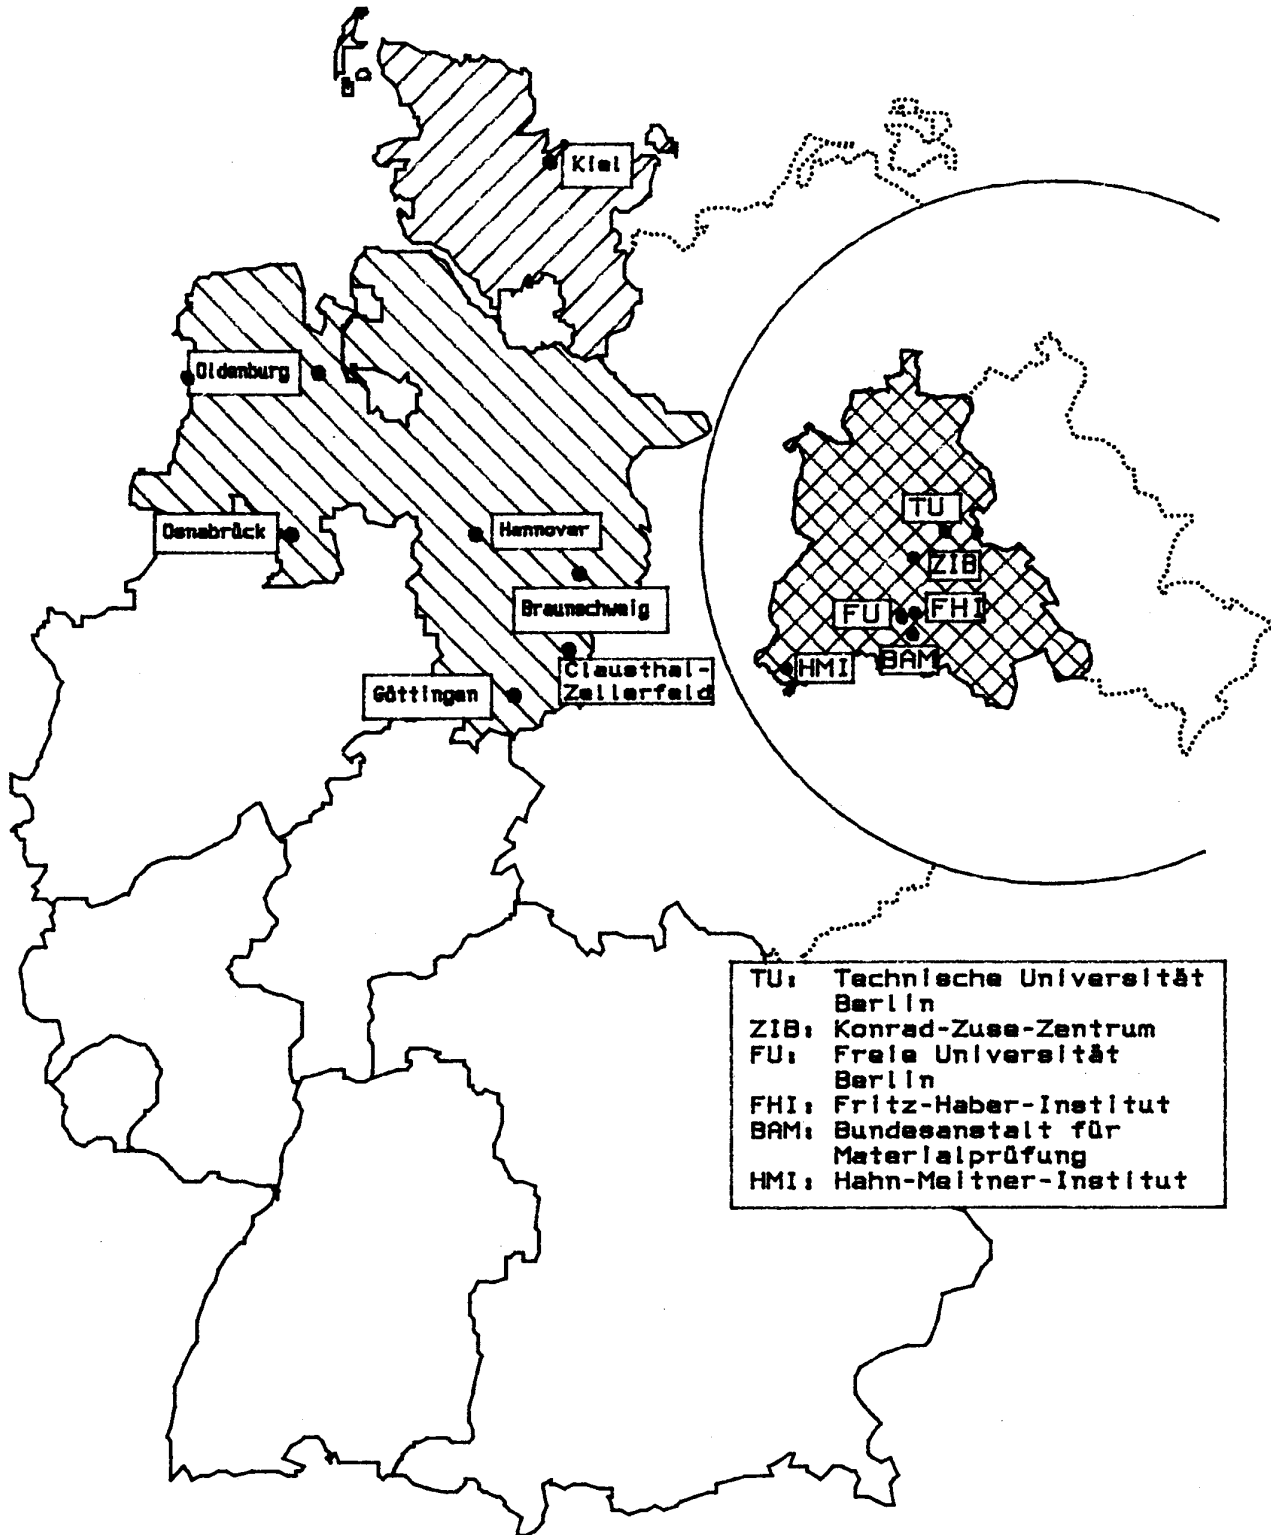 Kiel
Oldenburg
Osnabrück
Hannover
Braunschweig
Clausthal-
Zellerfeld
Göttingen
TU
ZIB
FU
FHI
BAM
HMI
TU: Technische Universität
Berlin
ZIB: Konrad-Zuse-Zentrum
FU: Freie Universität
Berlin
FHI: Fritz-Haber-Institut
BAM: Bundesanstalt für
Materialprüfung
HMI: Hahn-Meitner-Institut